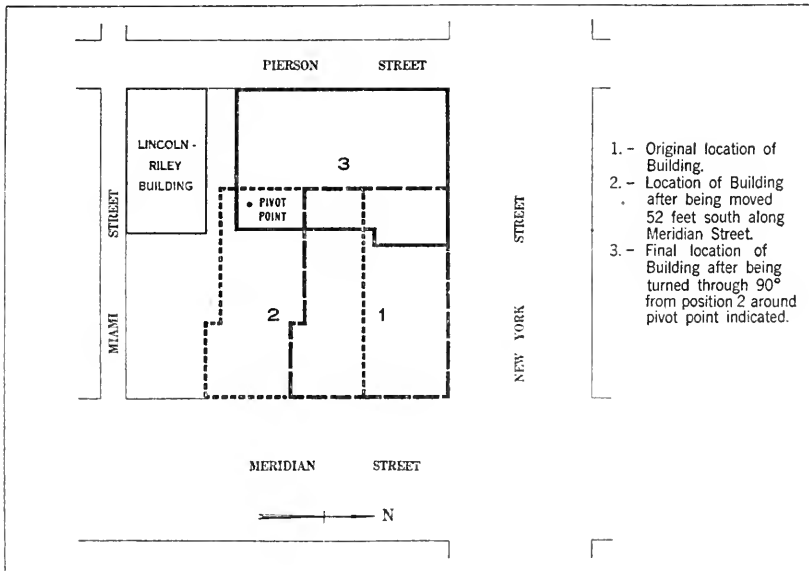 PIERSON STREET
LINCOLN -
RILEY
BUILDING
3
PIVOT
POINT
2
1
MIAMI STREET
NEW YORK STREET
MERIDIAN STREET
N
1. - Original location of
Building.
2. - Location of Building
after being moved
52 feet south along
Meridian Street.
3. - Final location of
Building after being
turned through 90°
from position 2 around
pivot point indicated.